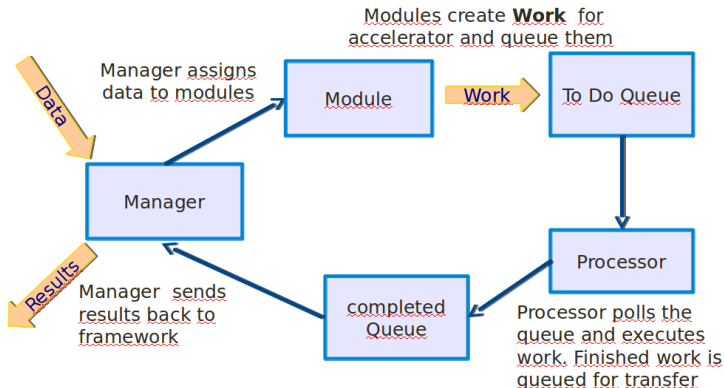 Modules create Work for
accelerator and queue them
Manager assigns
data to modules
Data
Module
Work
To Do Queue
Manager
Processor
Results
Manager sends
results back to
framework
completed
Queue
Processor polls the
queue and executes
work. Finished work is
queued for transfer